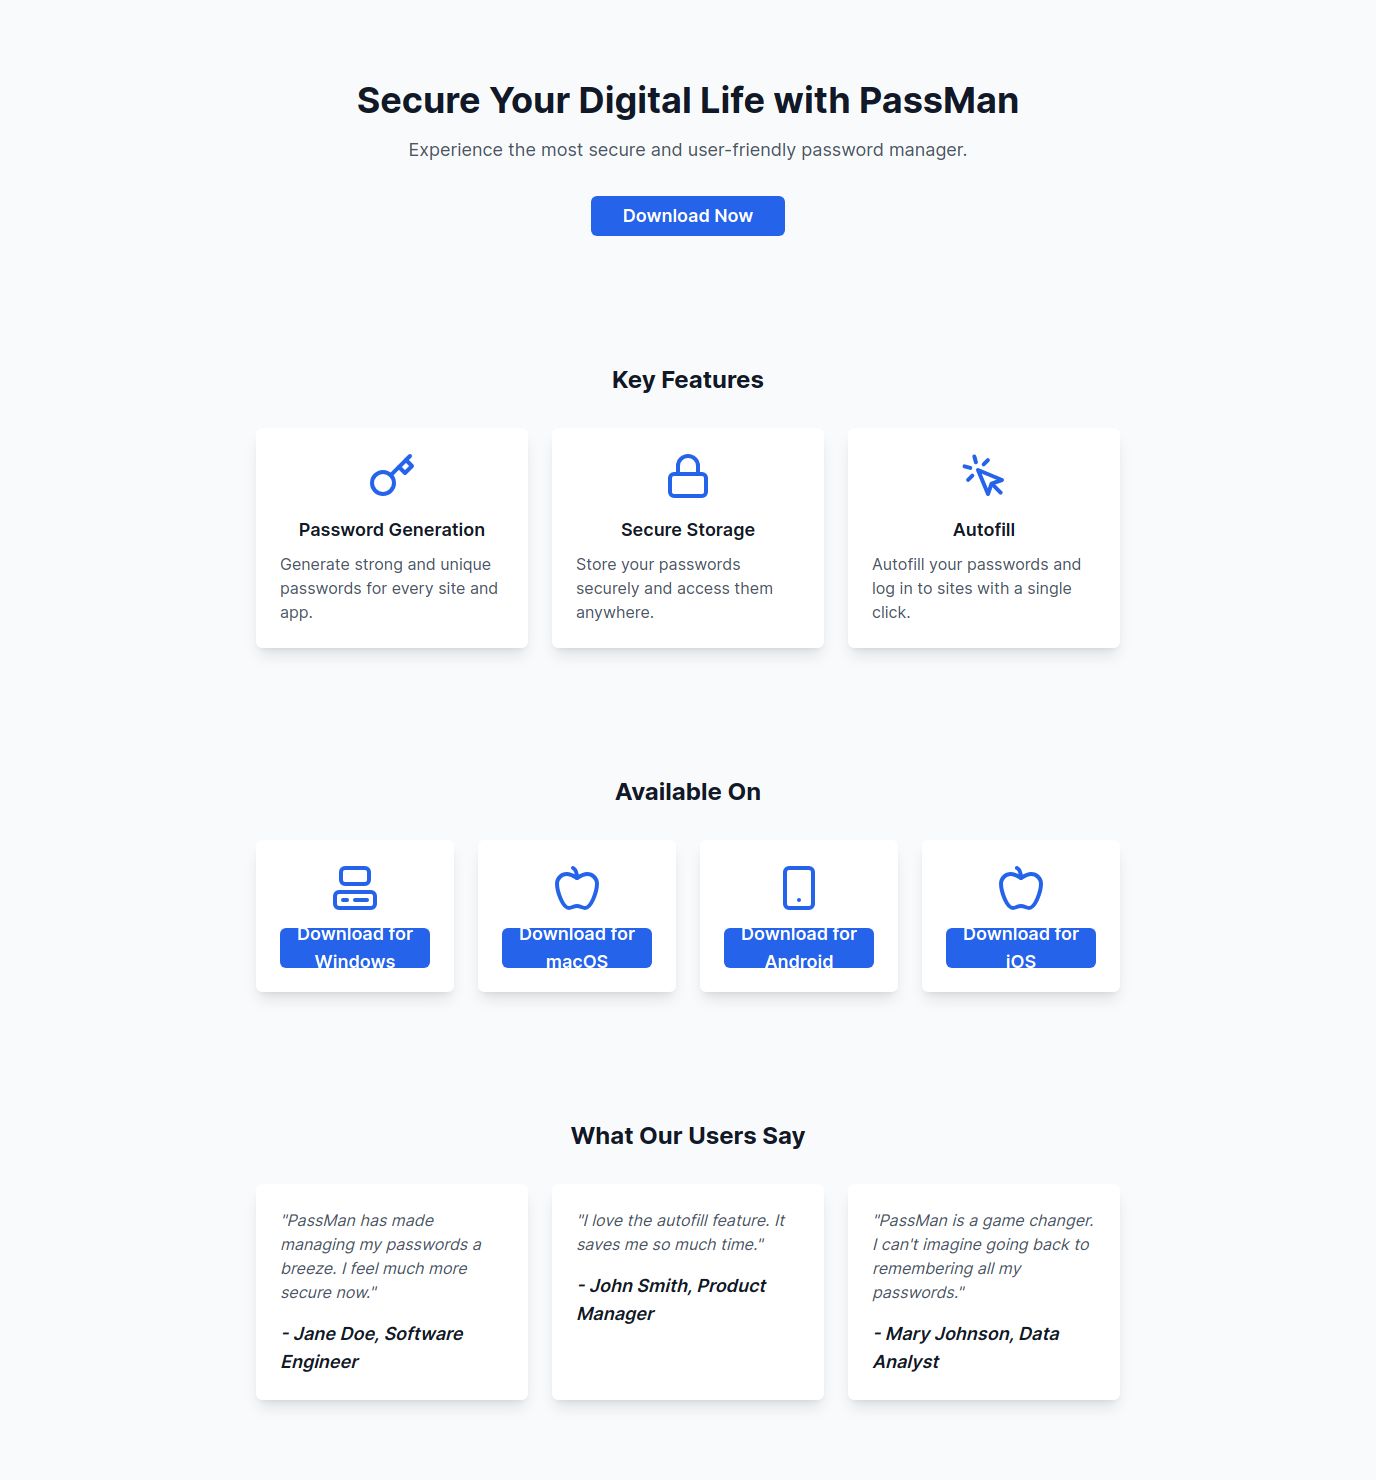 Secure Your Digital Life with PassMan
Experience the most secure and user-friendly password manager.
Download Now
Key Features
Password Generation
Generate strong and unique
passwords for every site and
app.
Secure Storage
Store your passwords
securely and access them
anywhere.
Autofill
Autofill your passwords and
log in to sites with a single
click.
Available On
Download for
Windows
Download for
macOS
Download for
Android
Download for
iOS
What Our Users Say
"PassMan has made
managing my passwords a
breeze. I feel much more
secure now."
- Jane Doe, Software
Engineer
"I love the autofill feature. It
saves me so much time."
- John Smith, Product
Manager
"PassMan is a game changer.
I can't imagine going back to
remembering all my
passwords."
- Mary Johnson, Data
Analyst